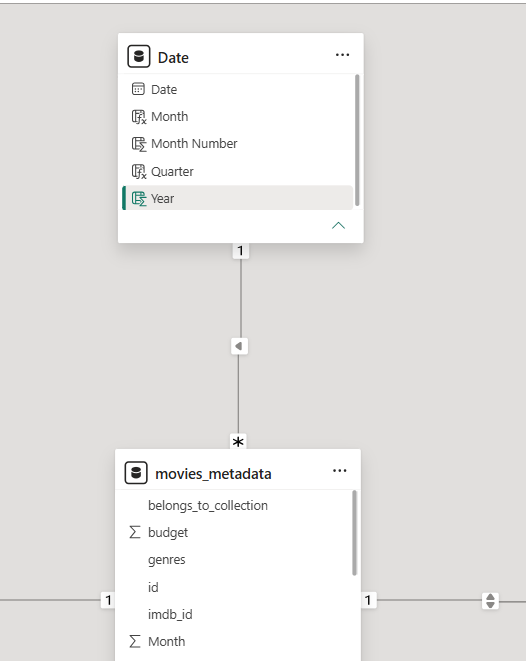 Date
Date
Month
Month Number
Quarter
Year
1
*
movies_metadata
belongs_to_collection
budget
genres
id
1
1
imdb_id
Month